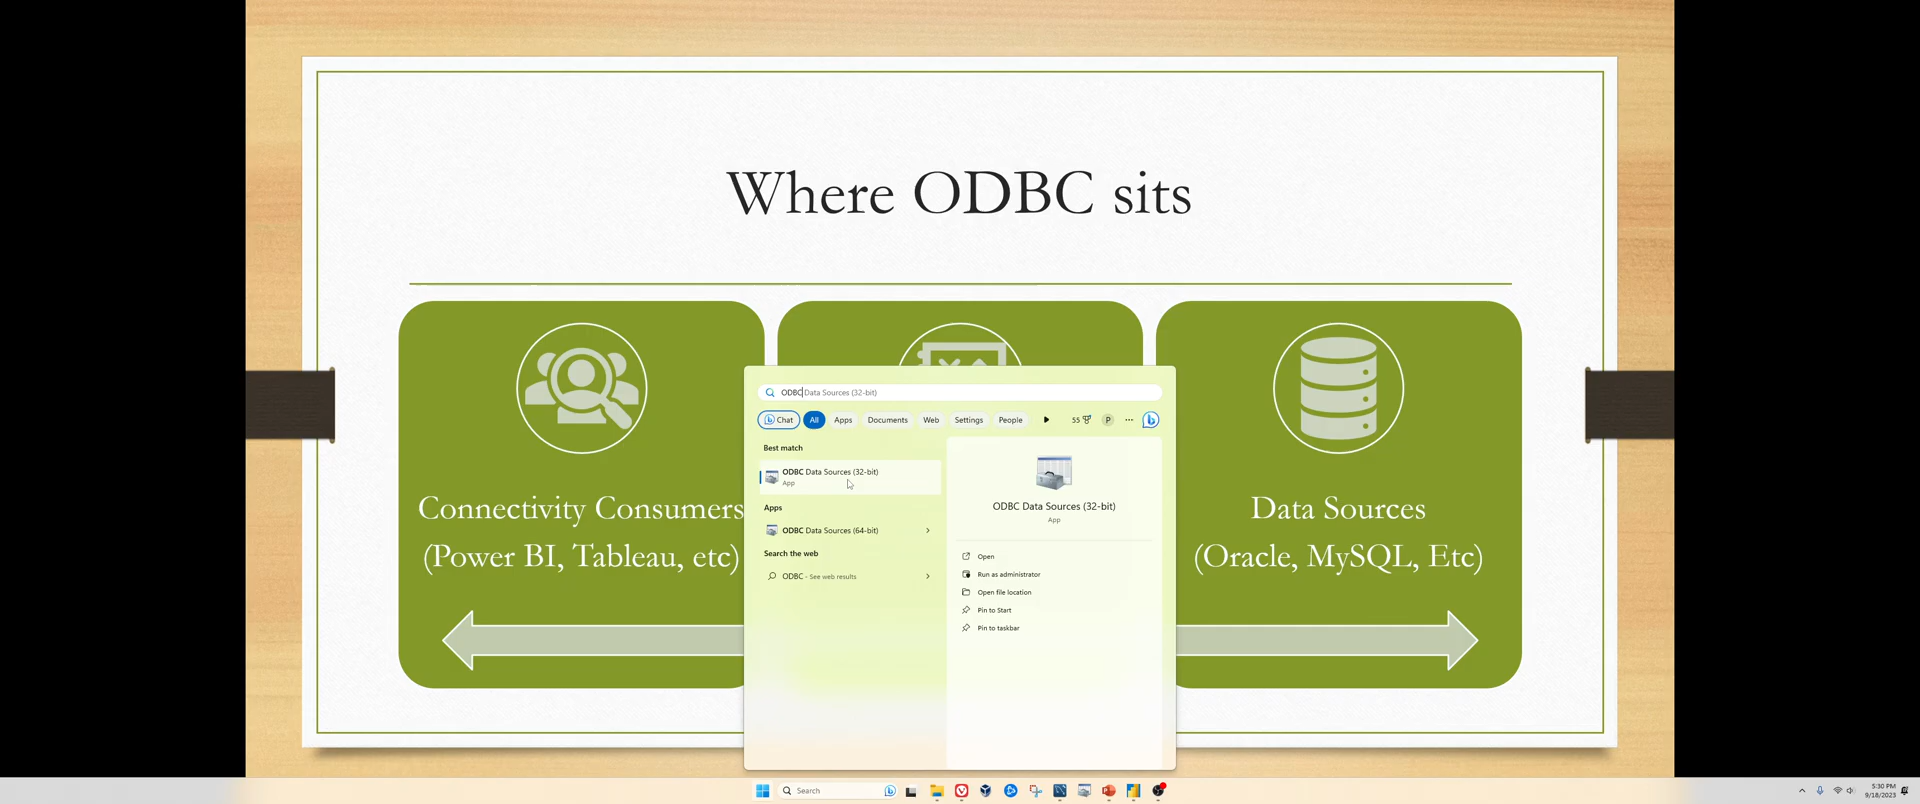 Where ODBC sits
Connectivity Consumers
(Power BI, Tableau, etc)
Data Sources
(Oracle, MySQL, Etc)
ODBC Data Sources (32-bit)
Chat
All
Apps
Documents
Web
Settings
People
55
P
Best match
ODBC Data Sources (32-bit)
App
Apps
ODBC Data Sources (64-bit)
Search the web
ODBC - See web results
ODBC Data Sources (32-bit)
App
Open
Run as administrator
Open file location
Pin to Start
Pin to taskbar
Search
5:30 PM
9/18/2023